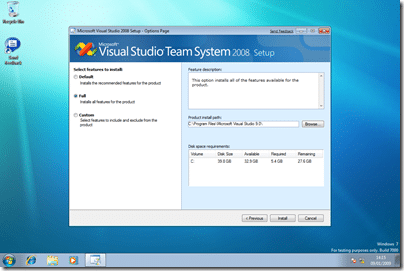 Recycle Bin
Send Feedback
Microsoft Visual Studio 2008 Setup - Options Page
Send feedback
Microsoft
Visual Studio Team System 2008 Setup
Select features to install:
Default
Installs the recommended features for the product
Full
Installs all features for the product
Custom
Select features to include and exclude from the product
Feature description:
This option installs all of the features available for the product.
Product install path:
C:\Program Files\Microsoft Visual Studio 9.0\
Browse...
Disk space requirements:
Volume Disk Size Available Required Remaining
C: 39.8 GB 32.9 GB 5.4 GB 27.6 GB
< Previous
Install
Cancel
Windows 7
For testing purposes only. Build 7000
14:13
09/01/2009